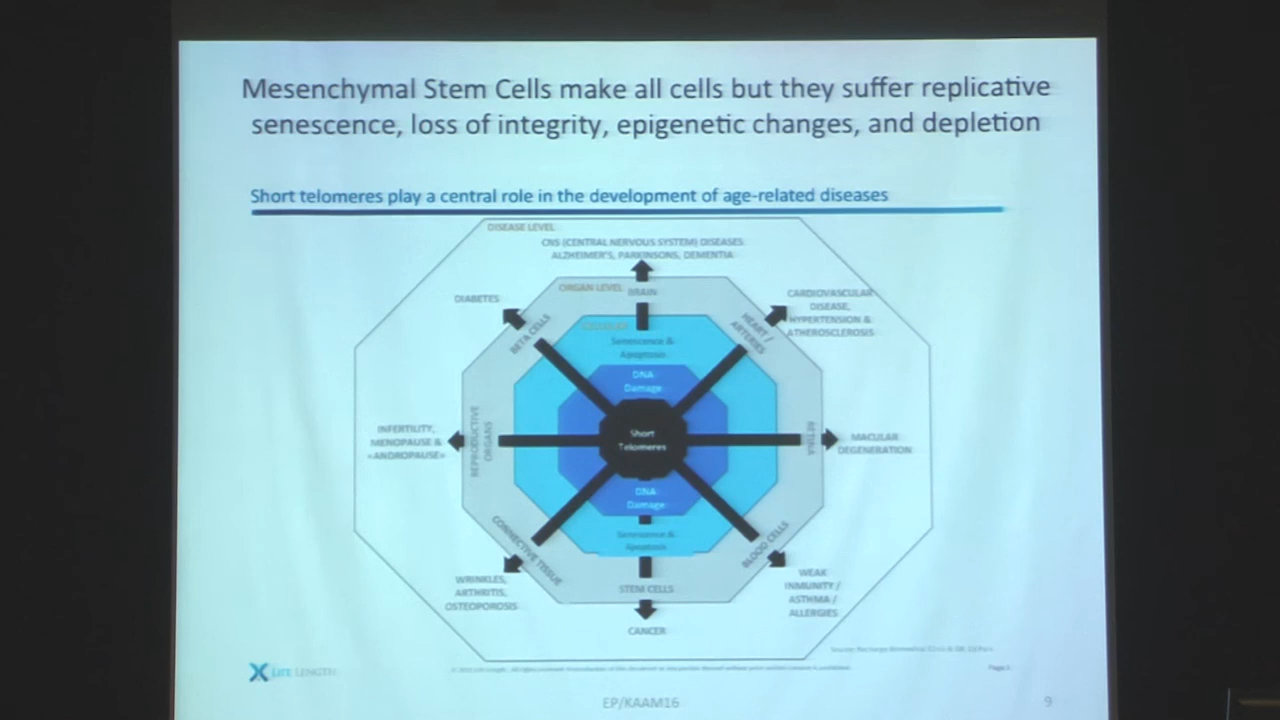 Mesenchymal Stem Cells make all cells but they suffer replicative
senescence, loss of integrity, epigenetic changes, and depletion
Short telomeres play a central role in the development of age-related diseases
DISEASE LEVEL
CNS (CENTRAL NERVOUS SYSTEM) DISEASES
ALZHEIMER'S, PARKINSONS, DEMENTIA
ORGAN LEVEL
BRAIN
DIABETES
BETA CELLS
HEART /
ARTERIES
CARDIOVASCULAR
DISEASE,
HYPERTENSION &
ATHEROSCLEROSIS
Senescence &
Apoptosis
DNA
Damage
Short
Telomeres
INFERTILITY,
MENOPAUSE &
«ANDROPAUSE»
REPRODUCTIVE
ORGANS
RETINA
MACULAR
DEGENERATION
DNA
Damage
Senescence &
Apoptosis
CONNECTIVE TISSUE
BLOOD CELLS
WRINKLES,
ARTHRITIS,
OSTEOPOROSIS
STEM CELLS
WEAK
INMUNITY /
ASTHMA /
ALLERGIES
CANCER
LIFE LENGTH
EP/KAAM16
9